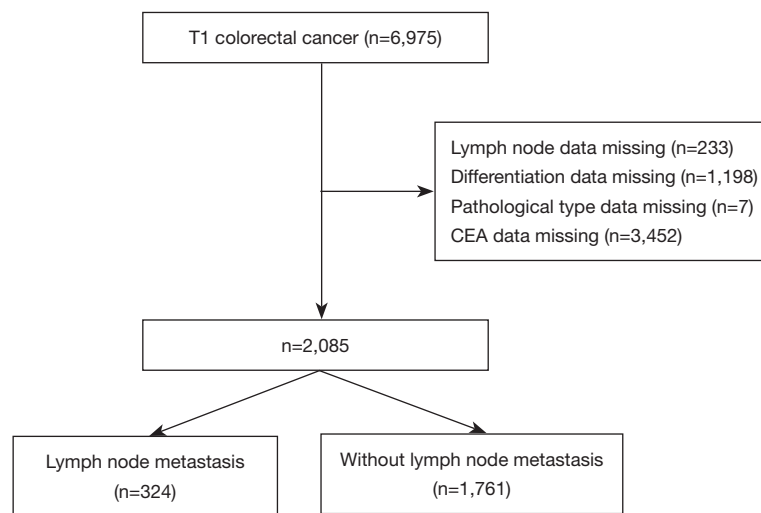 T1 colorectal cancer (n=6,975)
Lymph node data missing (n=233)
Differentiation data missing (n=1,198)
Pathological type data missing (n=7)
CEA data missing (n=3,452)
n=2,085
Lymph node metastasis
(n=324)
Without lymph node metastasis
(n=1,761)